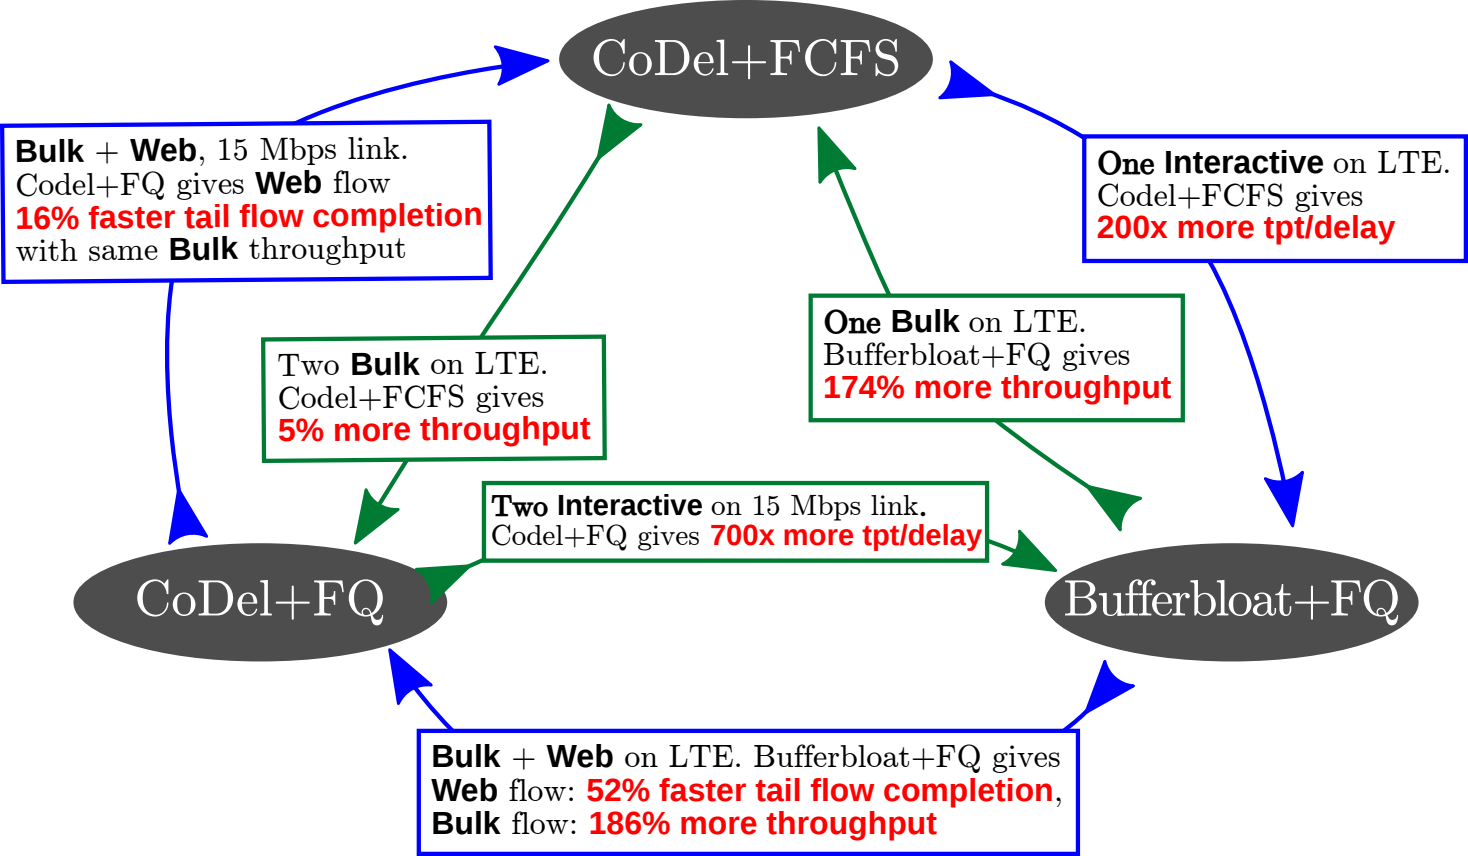 CoDel+FCFS
Bulk + Web, 15 Mbps link.
Codel+FQ gives Web flow
16% faster tail flow completion
with same Bulk throughput
One Interactive on LTE.
Codel+FCFS gives
200x more tpt/delay
One Bulk on LTE.
Bufferbloat+FQ gives
174% more throughput
Two Bulk on LTE.
Codel+FCFS gives
5% more throughput
Two Interactive on 15 Mbps link.
Codel+FQ gives 700x more tpt/delay
CoDel+FQ
Bufferbloat+FQ
Bulk + Web on LTE. Bufferbloat+FQ gives
Web flow: 52% faster tail flow completion,
Bulk flow: 186% more throughput